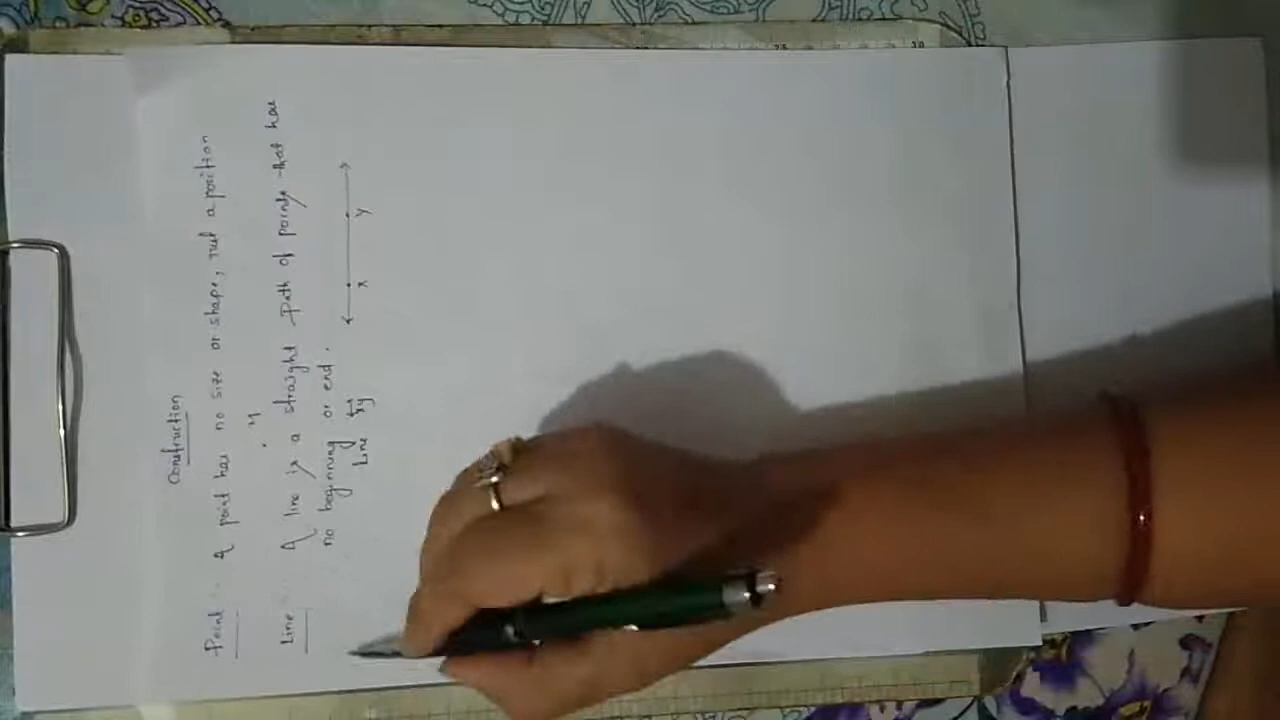 Construction
Point - A point has no size or shape, but a position
Line - A line is a straight path of points that has
no beginning or end.
Line xy
x y